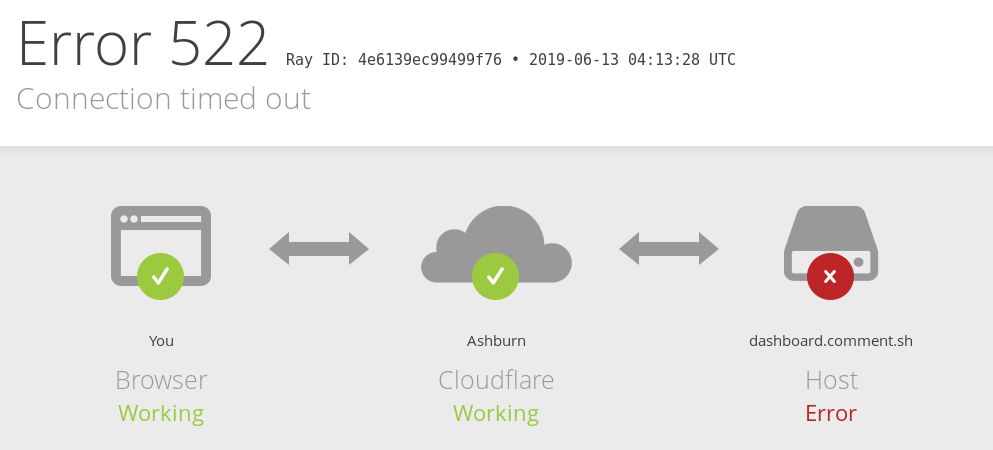 Error 522 Ray ID: 4e6139ec99499f76 • 2019-06-13 04:13:28 UTC
Connection timed out
You Ashburn dashboard.comment.sh
Browser Cloudflare Host
Working Working Error